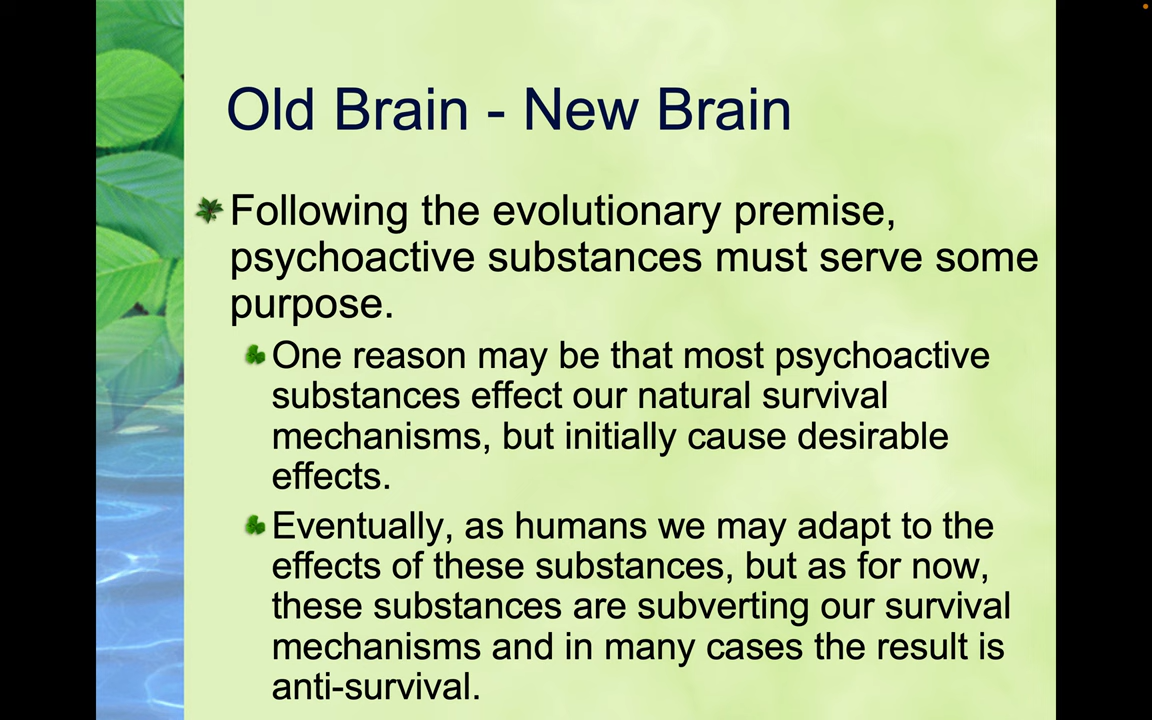 Old Brain - New Brain
Following the evolutionary premise,
psychoactive substances must serve some
purpose.
One reason may be that most psychoactive
substances effect our natural survival
mechanisms, but initially cause desirable
effects.
Eventually, as humans we may adapt to the
effects of these substances, but as for now,
these substances are subverting our survival
mechanisms and in many cases the result is
anti-survival.